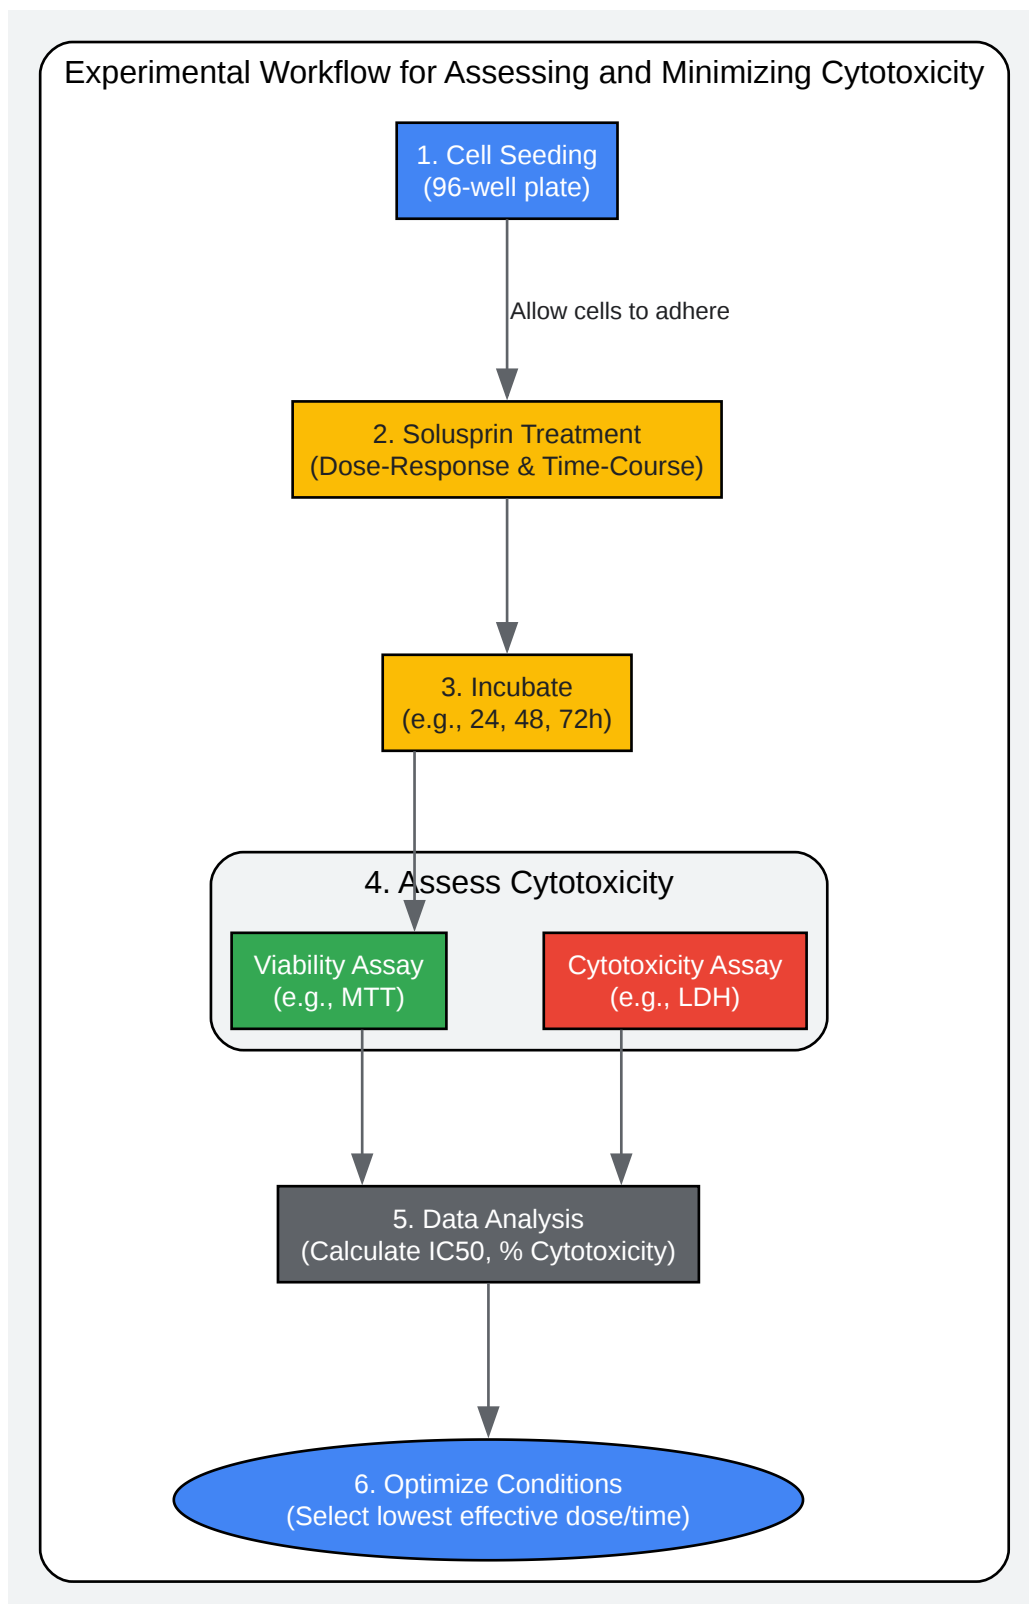 Experimental Workflow for Assessing and Minimizing Cytotoxicity
1. Cell Seeding
(96-well plate)
Allow cells to adhere
2. Solusprin Treatment
(Dose-Response & Time-Course)
3. Incubate
(e.g., 24, 48, 72h)
4. Assess Cytotoxicity
Viability Assay
(e.g., MTT)
Cytotoxicity Assay
(e.g., LDH)
5. Data Analysis
(Calculate IC50, % Cytotoxicity)
6. Optimize Conditions
(Select lowest effective dose/time)